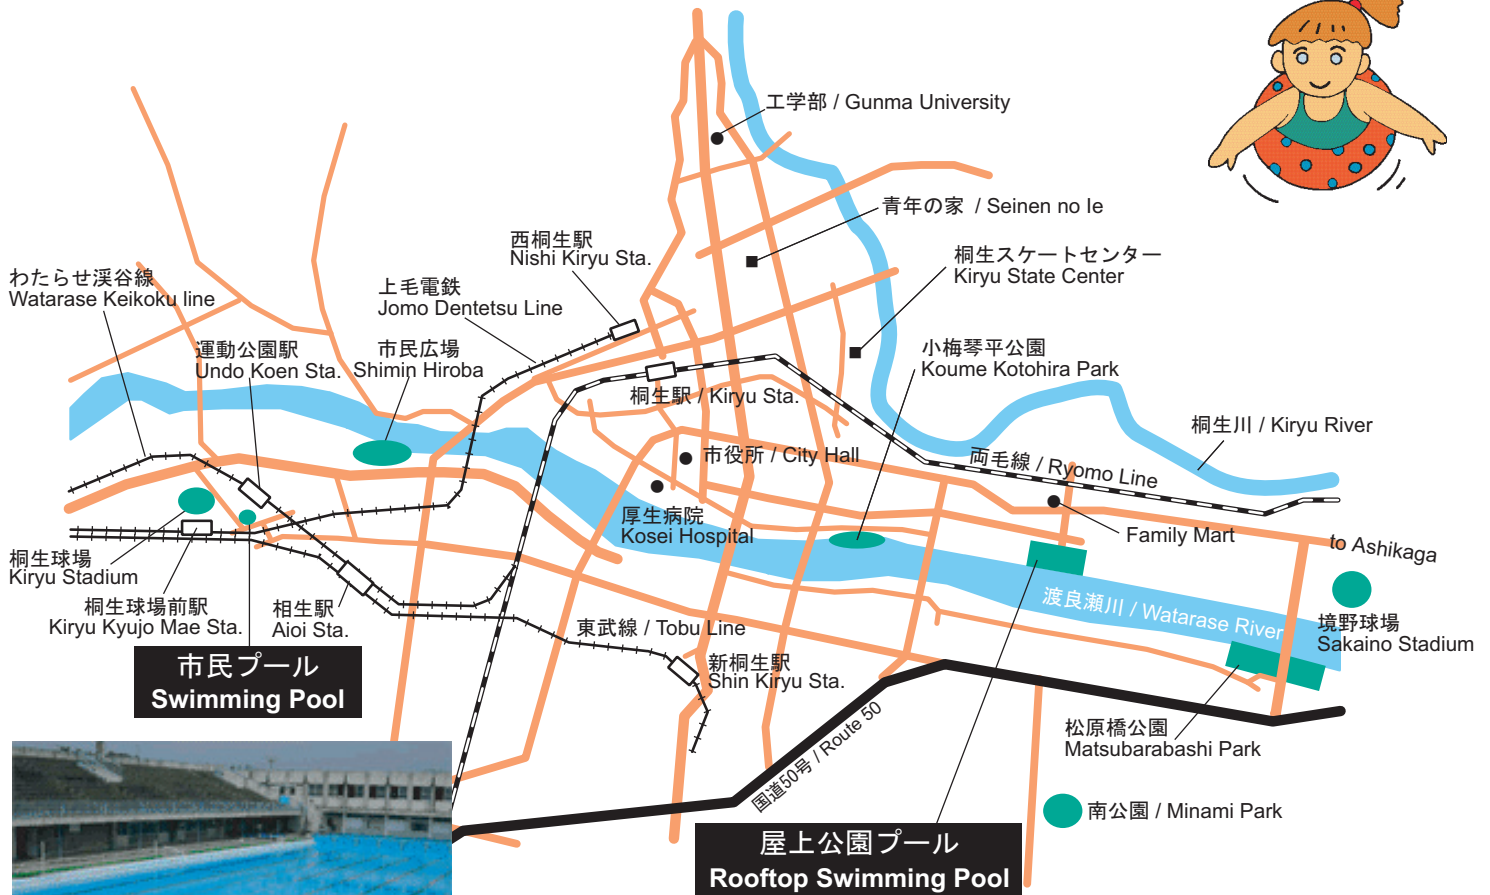 工学部 / Gunma University
青年の家 / Seinen no Ie
西桐生駅
Nishi Kiryu Sta.
桐生スケートセンター
Kiryu State Center
わたらせ渓谷線
Watarase Keikoku line
上毛電鉄
Jomo Dentetsu Line
運動公園駅
Undo Koen Sta.
市民広場
Shimin Hiroba
小梅琴平公園
Koume Kotohira Park
桐生駅 / Kiryu Sta.
桐生川 / Kiryu River
市役所 / City Hall
両毛線 / Ryomo Line
厚生病院
Kosei Hospital
Family Mart
to Ashikaga
桐生球場
Kiryu Stadium
桐生球場前駅
Kiryu Kyujo Mae Sta.
相生駅
Aioi Sta.
渡良瀬川 / Watarase River
境野球場
Sakaino Stadium
東武線 / Tobu Line
新桐生駅
Shin Kiryu Sta.
市民プール
Swimming Pool
国道50号 / Route 50
松原橋公園
Matsubarabashi Park
南公園 / Minami Park
屋上公園プール
Rooftop Swimming Pool